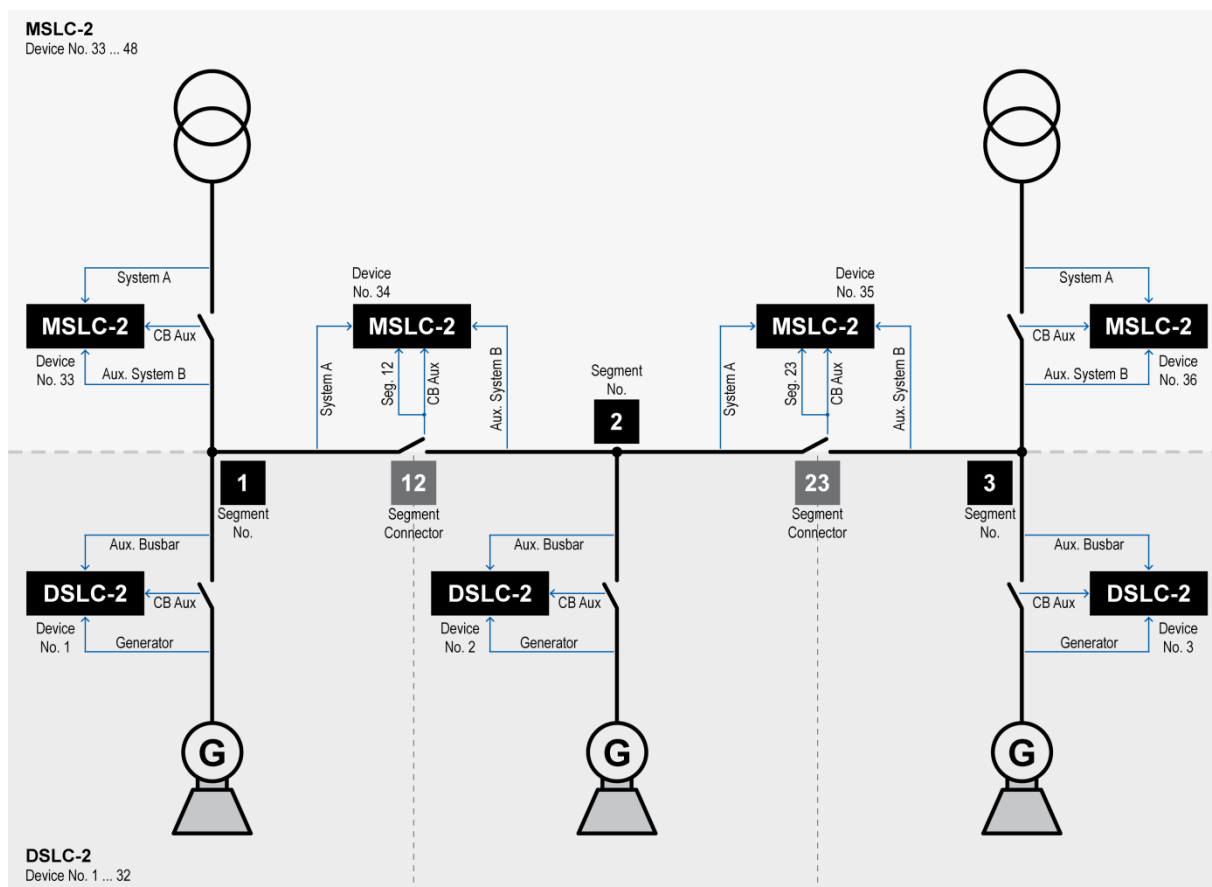 MSLC-2
Device No. 33 ... 48
System A
MSLC-2
CB Aux
Device
No. 33
Aux. System B
Device
No. 34
MSLC-2
System A
Seg. 12
CB Aux
Aux. System B
Segment
No.
2
Device
No. 35
MSLC-2
System A
Seg. 23
CB Aux
Aux. System B
System A
MSLC-2
CB Aux
Aux. System B
Device
No. 36
1
Segment
No.
12
Segment
Connector
23
Segment
Connector
3
Segment
No.
Aux. Busbar
DSLC-2
CB Aux
Device
No. 1
Generator
G
Aux. Busbar
DSLC-2
CB Aux
Device
No. 2
Generator
G
Aux. Busbar
DSLC-2
CB Aux
Generator
Device
No. 3
G
DSLC-2
Device No. 1 ... 32